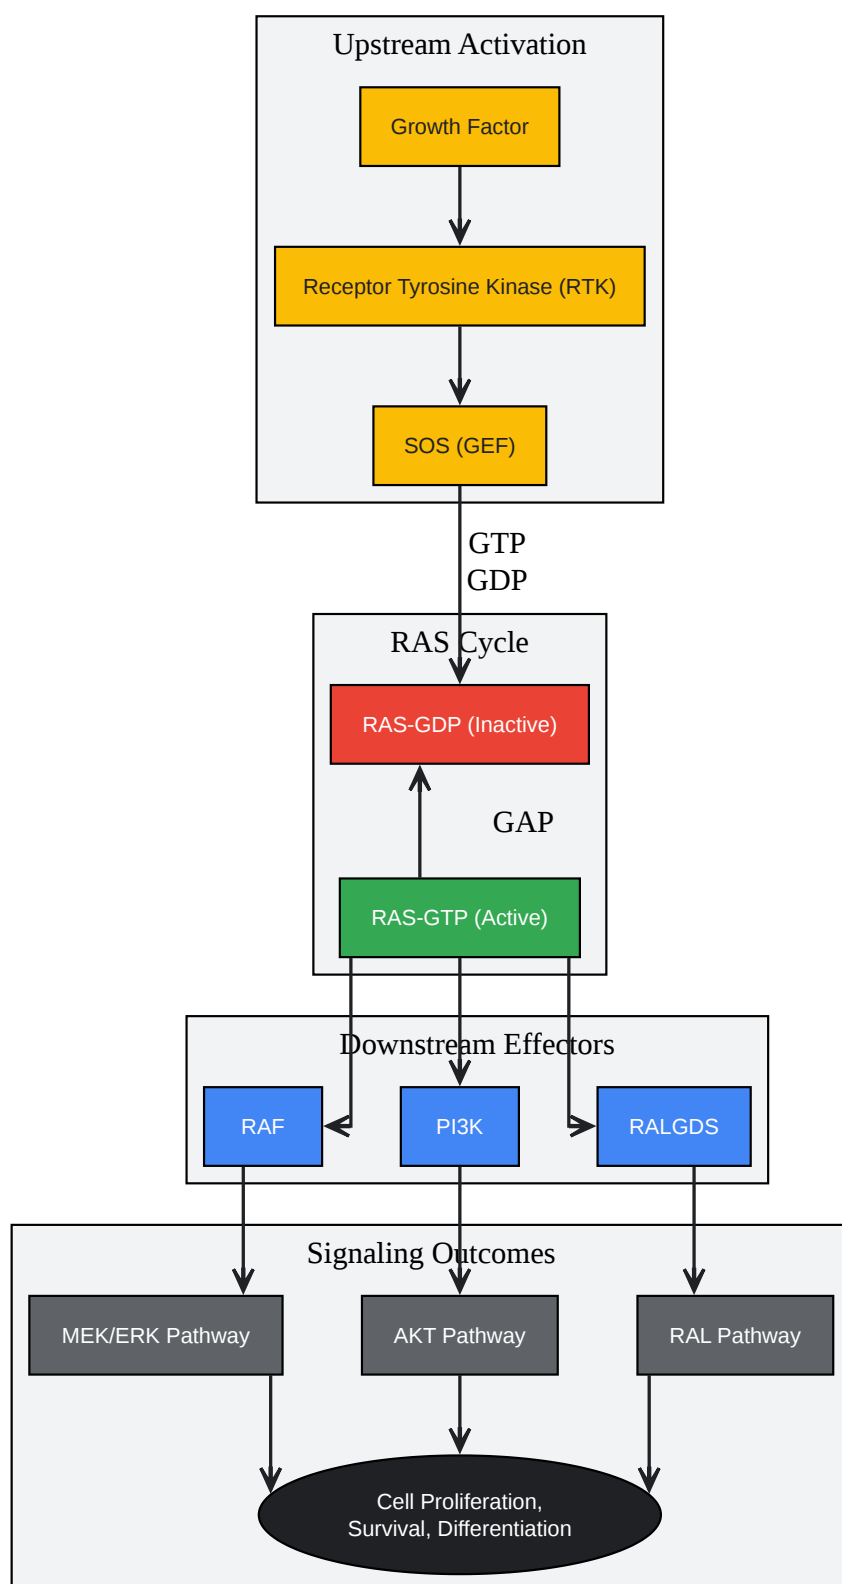 Upstream Activation
Growth Factor
Receptor Tyrosine Kinase (RTK)
SOS (GEF)
GTP
GDP
RAS Cycle
RAS-GDP (Inactive)
GAP
RAS-GTP (Active)
Downstream Effectors
RAF
PI3K
RALGDS
Signaling Outcomes
MEK/ERK Pathway
AKT Pathway
RAL Pathway
Cell Proliferation,
Survival, Differentiation